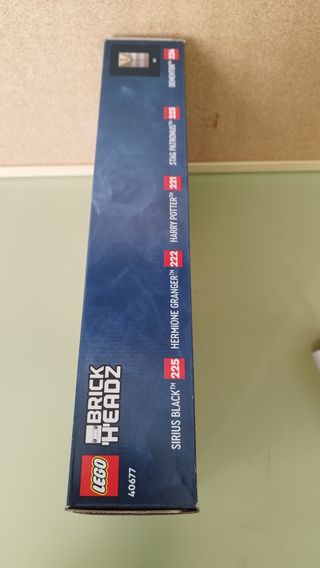 LEGO
BRICK
HEADZ
40677
SIRIUS BLACK™ 225
HERMIONE GRANGER™ 222
HARRY POTTER™ 221
STAG PATRONUS™ 223
DEMENTOR™ 224